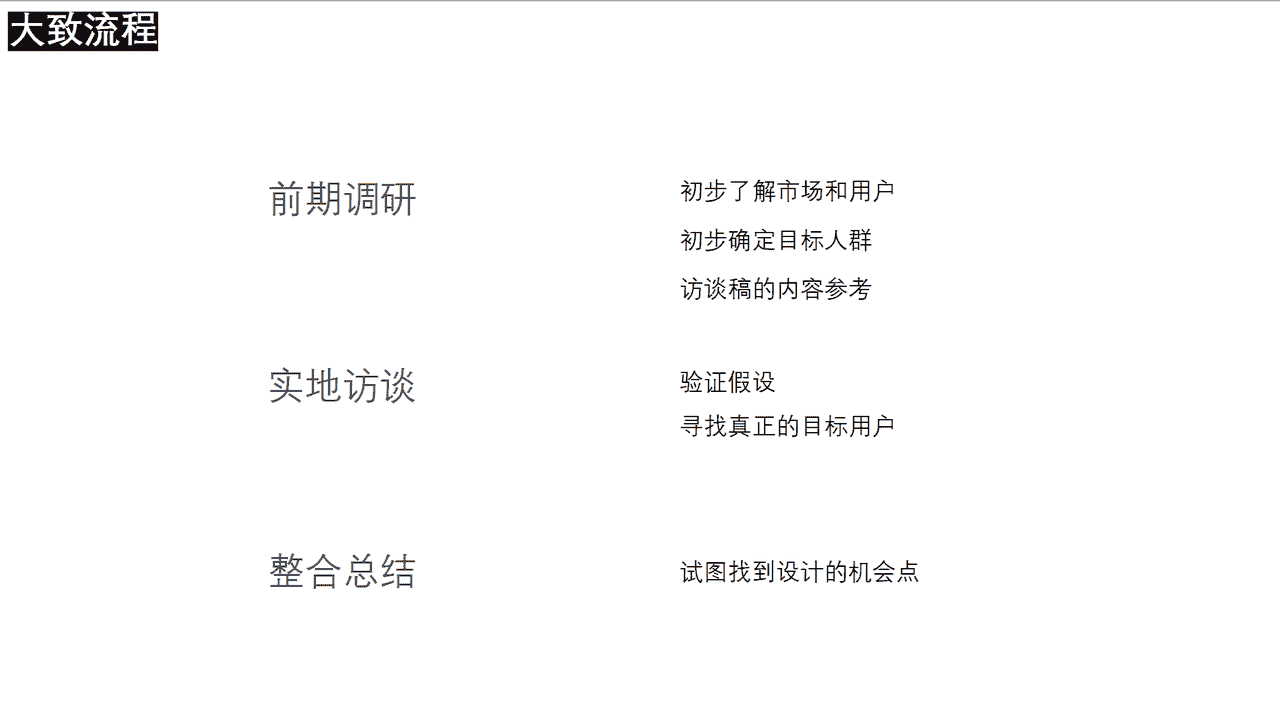 大致流程
前期调研
初步了解市场和用户
初步确定目标人群
访谈稿的内容参考
实地访谈
验证假设
寻找真正的目标用户
整合总结
试图找到设计的机会点